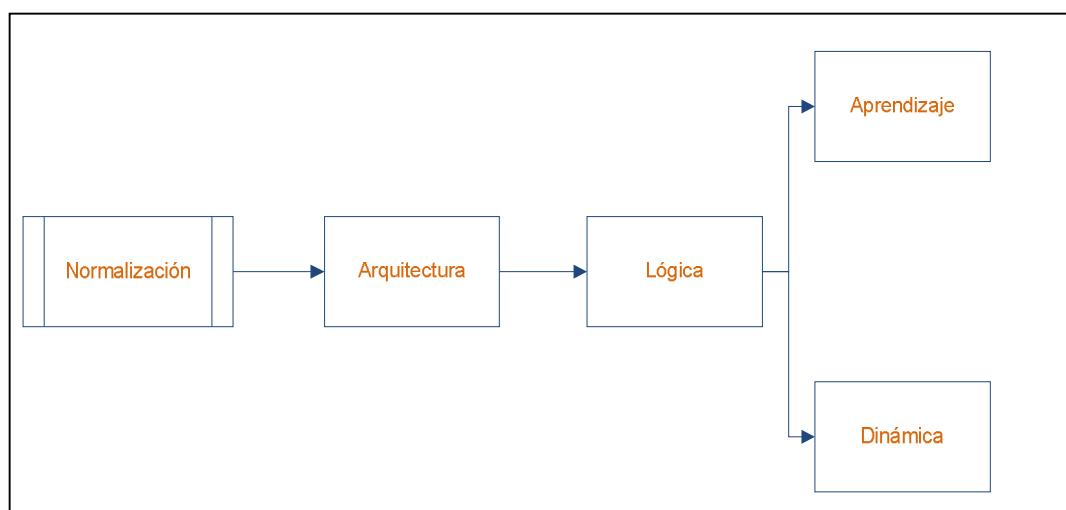 Aprendizaje
Normalización
Arquitectura
Lógica
Dinámica